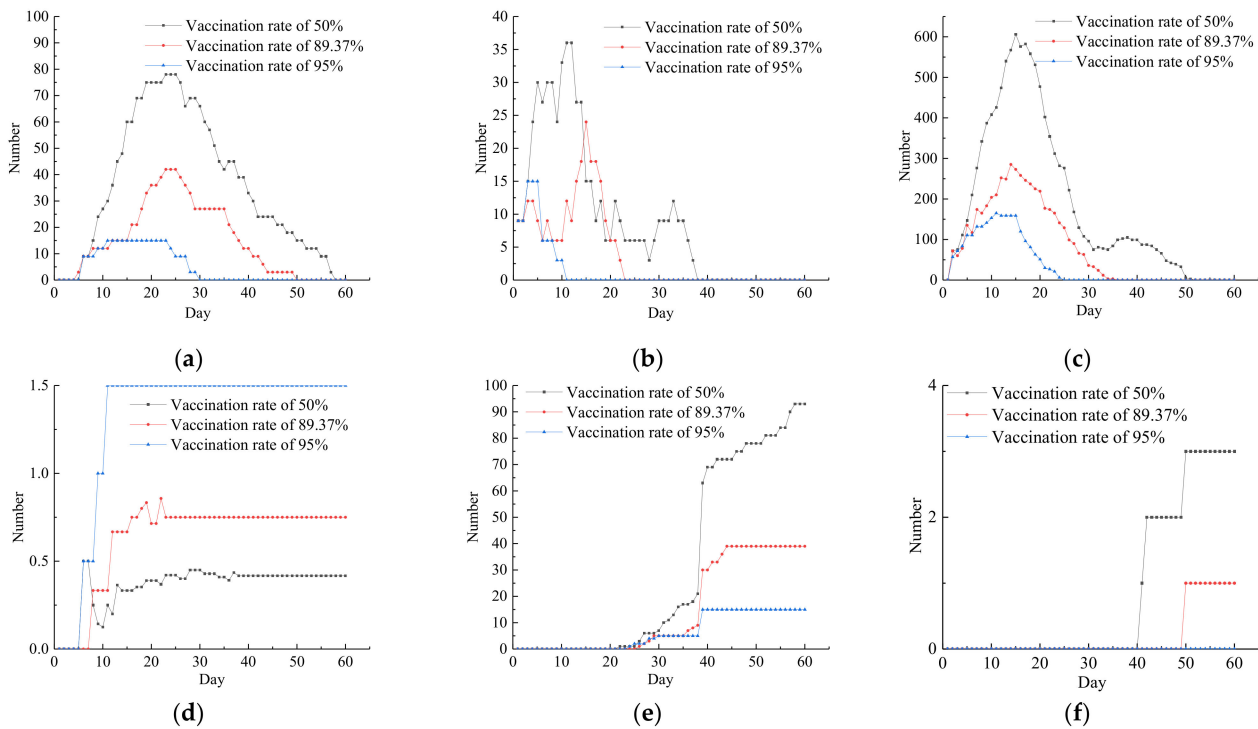 100
90
80
70
60
50
40
30
20
10
0
Number
Vaccination rate of 50%
Vaccination rate of 89.37%
Vaccination rate of 95%
0 10 20 30 40 50 60
Day
(a)
40
35
30
25
20
15
10
5
0
Number
Vaccination rate of 50%
Vaccination rate of 89.37%
Vaccination rate of 95%
0 10 20 30 40 50 60
Day
(b)
600
500
400
300
200
100
0
Number
Vaccination rate of 50%
Vaccination rate of 89.37%
Vaccination rate of 95%
0 10 20 30 40 50 60
Day
(c)
1.5
1.0
0.5
0.0
Number
Vaccination rate of 50%
Vaccination rate of 89.37%
Vaccination rate of 95%
0 10 20 30 40 50 60
Day
(d)
100
90
80
70
60
50
40
30
20
10
0
Number
Vaccination rate of 50%
Vaccination rate of 89.37%
Vaccination rate of 95%
0 10 20 30 40 50 60
Day
(e)
4
2
0
Number
Vaccination rate of 50%
Vaccination rate of 89.37%
Vaccination rate of 95%
0 10 20 30 40 50 60
Day
(f)